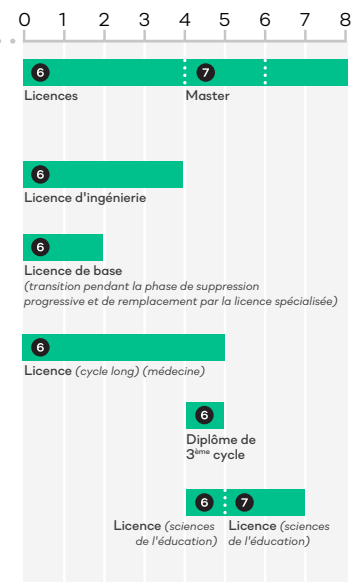 0 1 2 3 4 5 6 7 8
6 7
Licences Master
6
Licence d'ingénierie
6
Licence de base
(transition pendant la phase de suppression
progressive et de remplacement par la licence spécialisée)
6
Licence (cycle long) (médecine)
6
Diplôme de
3ème cycle
6 7
Licence (sciences
de l'éducation)
Licence (sciences
de l'éducation)